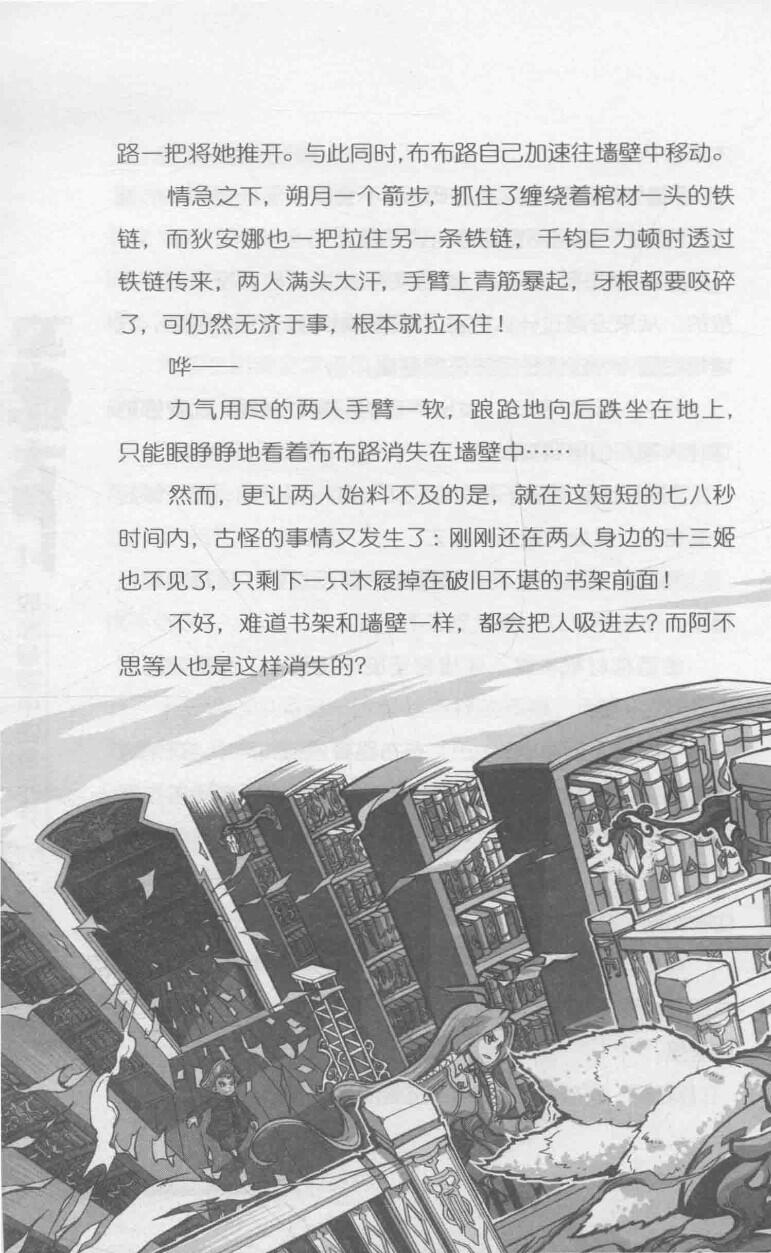 路一把将她推开。与此同时,布布路自己加速往墙壁中移动。
情急之下，朔月一个箭步，抓住了缠绕着棺材一头的铁
链，而狄安娜也一把拉住另一条铁链，千钧巨力顿时透过
铁链传来，两人满头大汗，手臂上青筋暴起，牙根都要咬碎
了，可仍然无济于事，根本就拉不住！
哗——
力气用尽的两人手臂一软，踉跄地向后跌坐在地上，
只能眼睁睁地看着布布路消失在墙壁中……
然而，更让两人始料不及的是，就在这短短的七八秒
时间内，古怪的事情又发生了：刚刚还在两人身边的十三姬
也不见了，只剩下一只木屐掉在破旧不堪的书架前面！
不好，难道书架和墙壁一样，都会把人吸进去？而阿不
思等人也是这样消失的？